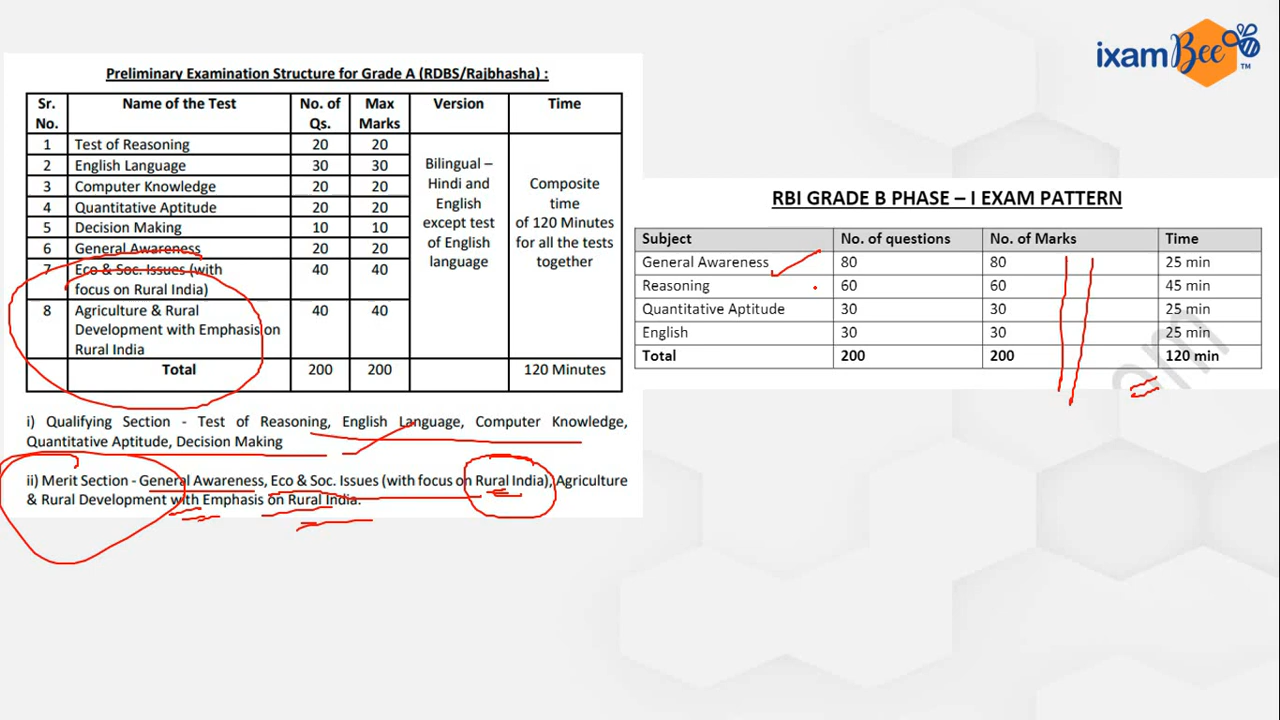 ixamBee
TM
Preliminary Examination Structure for Grade A (RDBS/Rajbhasha) :
Sr. No. Name of the Test No. of Qs. Max Marks Version Time
1 Test of Reasoning 20 20
2 English Language 30 30
3 Computer Knowledge 20 20
4 Quantitative Aptitude 20 20
5 Decision Making 10 10
6 General Awareness 20 20
7 Eco & Soc. Issues (with 40 40
focus on Rural India)
8 Agriculture & Rural 40 40
Development with Emphasis on
Rural India
Bilingual –
Hindi and
English
except test
of English
language
Composite
time
of 120 Minutes
for all the tests
together
Total 200 200 120 Minutes
i) Qualifying Section - Test of Reasoning, English Language, Computer Knowledge,
Quantitative Aptitude, Decision Making
ii) Merit Section - General Awareness, Eco & Soc. Issues (with focus on Rural India), Agriculture
& Rural Development with Emphasis on Rural India.
RBI GRADE B PHASE – I EXAM PATTERN
Subject No. of questions No. of Marks Time
General Awareness 80 80 25 min
Reasoning 60 60 45 min
Quantitative Aptitude 30 30 25 min
English 30 30 25 min
Total 200 200 120 min